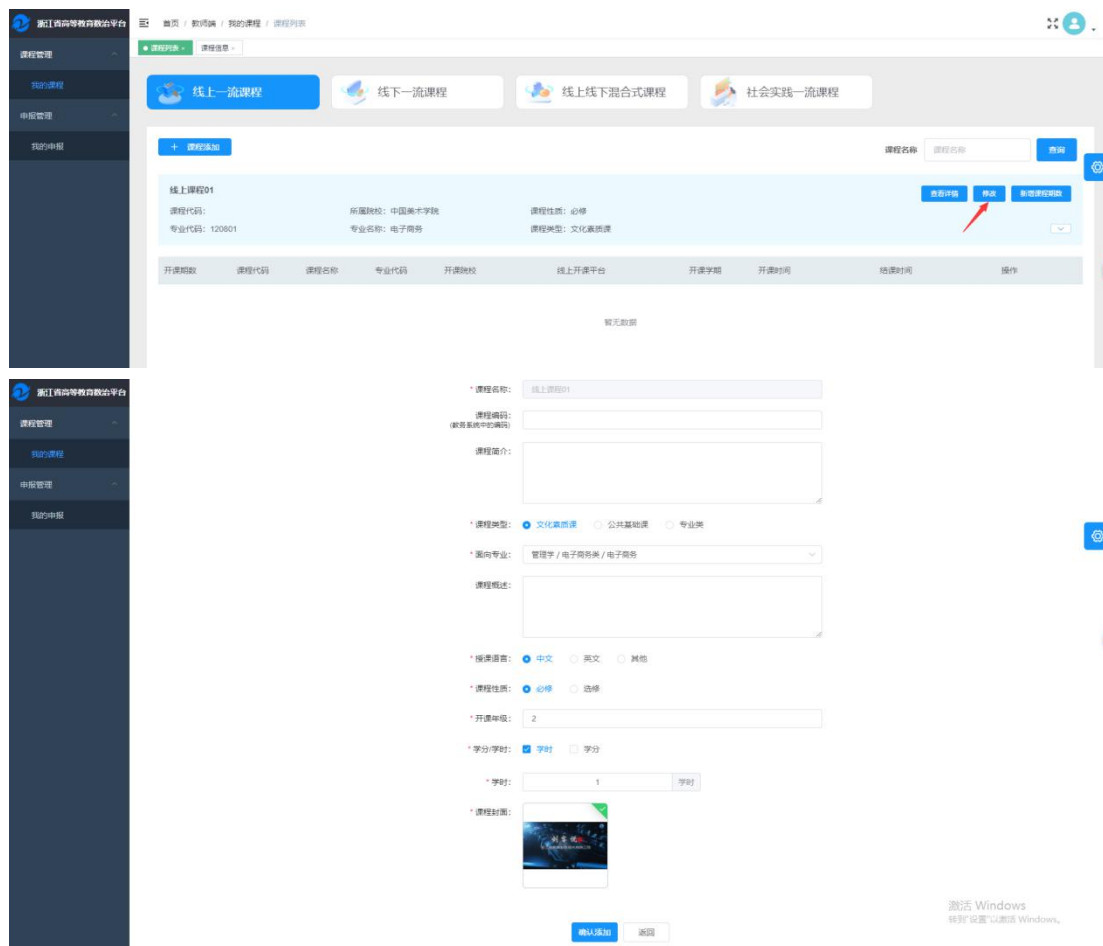 浙江省高等教育数治平台
首页 / 教师端 / 我的课程 / 课程列表
课程列表 ×
课程信息 ×
课程管理
我的课程
申报管理
我的申报
线上一流课程
线下一流课程
线上线下混合式课程
社会实践一流课程
+ 课程添加
课程名称 课程名称 查询
线上课程01
查看详情 修改 新增课程期数
课程代码: 所属院校: 中国美术学院 课程性质: 必修
专业代码: 120801 专业名称: 电子商务 课程类型: 文化素质课
开课期数 课程代码 课程名称 专业代码 开课院校 线上开课平台 开课学期 开课时间 结课时间 操作
暂无数据
浙江省高等教育数治平台
课程管理
我的课程
申报管理
我的申报
* 课程名称: 线上课程01
课程编码:
(教务系统中的编码)
课程简介:
* 课程类型: 文化素质课 公共基础课 专业类
* 面向专业: 管理学 / 电子商务类 / 电子商务
课程概述:
* 授课语言: 中文 英文 其他
* 课程性质: 必修 选修
* 开课年级: 2
* 学分/学时: 学时 学分
* 学时: 1 学时
* 课程封面:
确认添加 返回
激活 Windows
转到"设置"以激活 Windows。